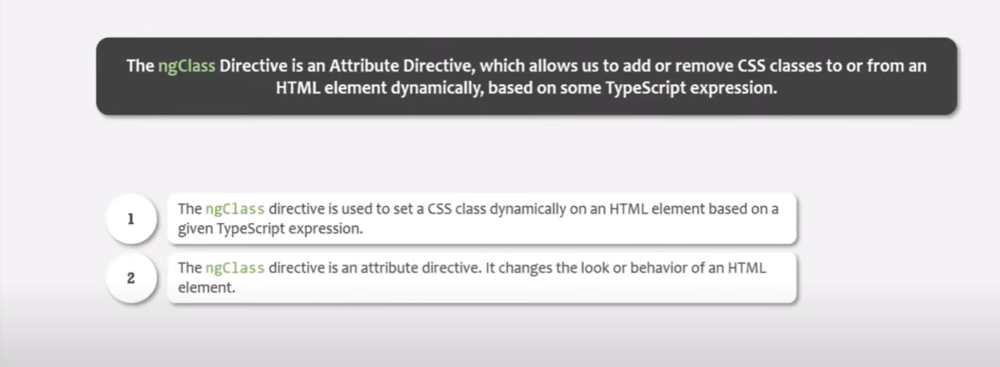 The ngClass Directive is an Attribute Directive, which allows us to add or remove CSS classes to or from an
HTML element dynamically, based on some TypeScript expression.
1
The ngClass directive is used to set a CSS class dynamically on an HTML element based on a
given TypeScript expression.
2
The ngClass directive is an attribute directive. It changes the look or behavior of an HTML
element.